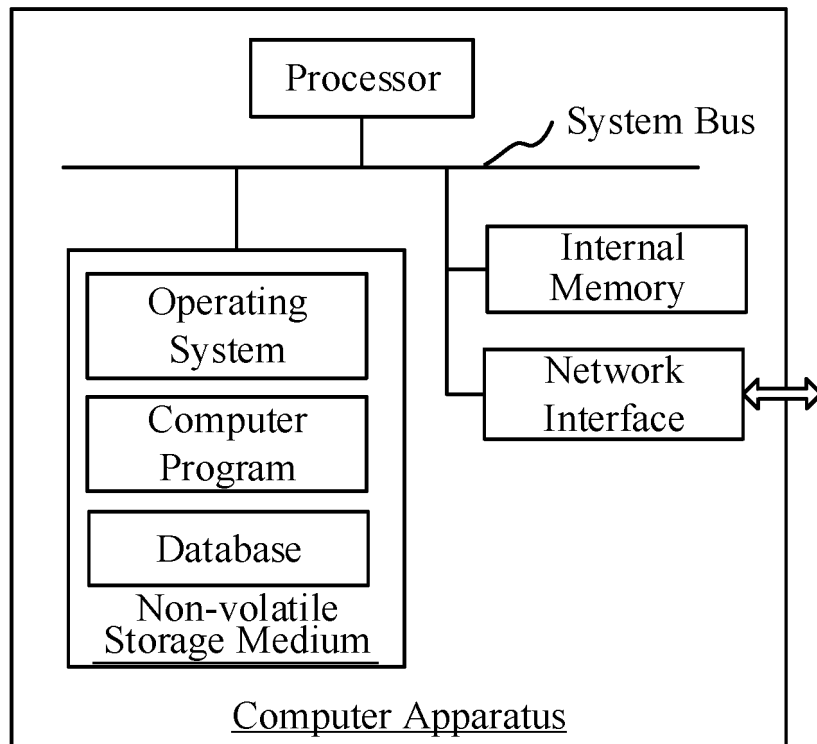 Processor
System Bus
Internal
Memory
Operating
System
Network
Interface
Computer
Program
Database
Non-volatile
Storage Medium
Computer Apparatus